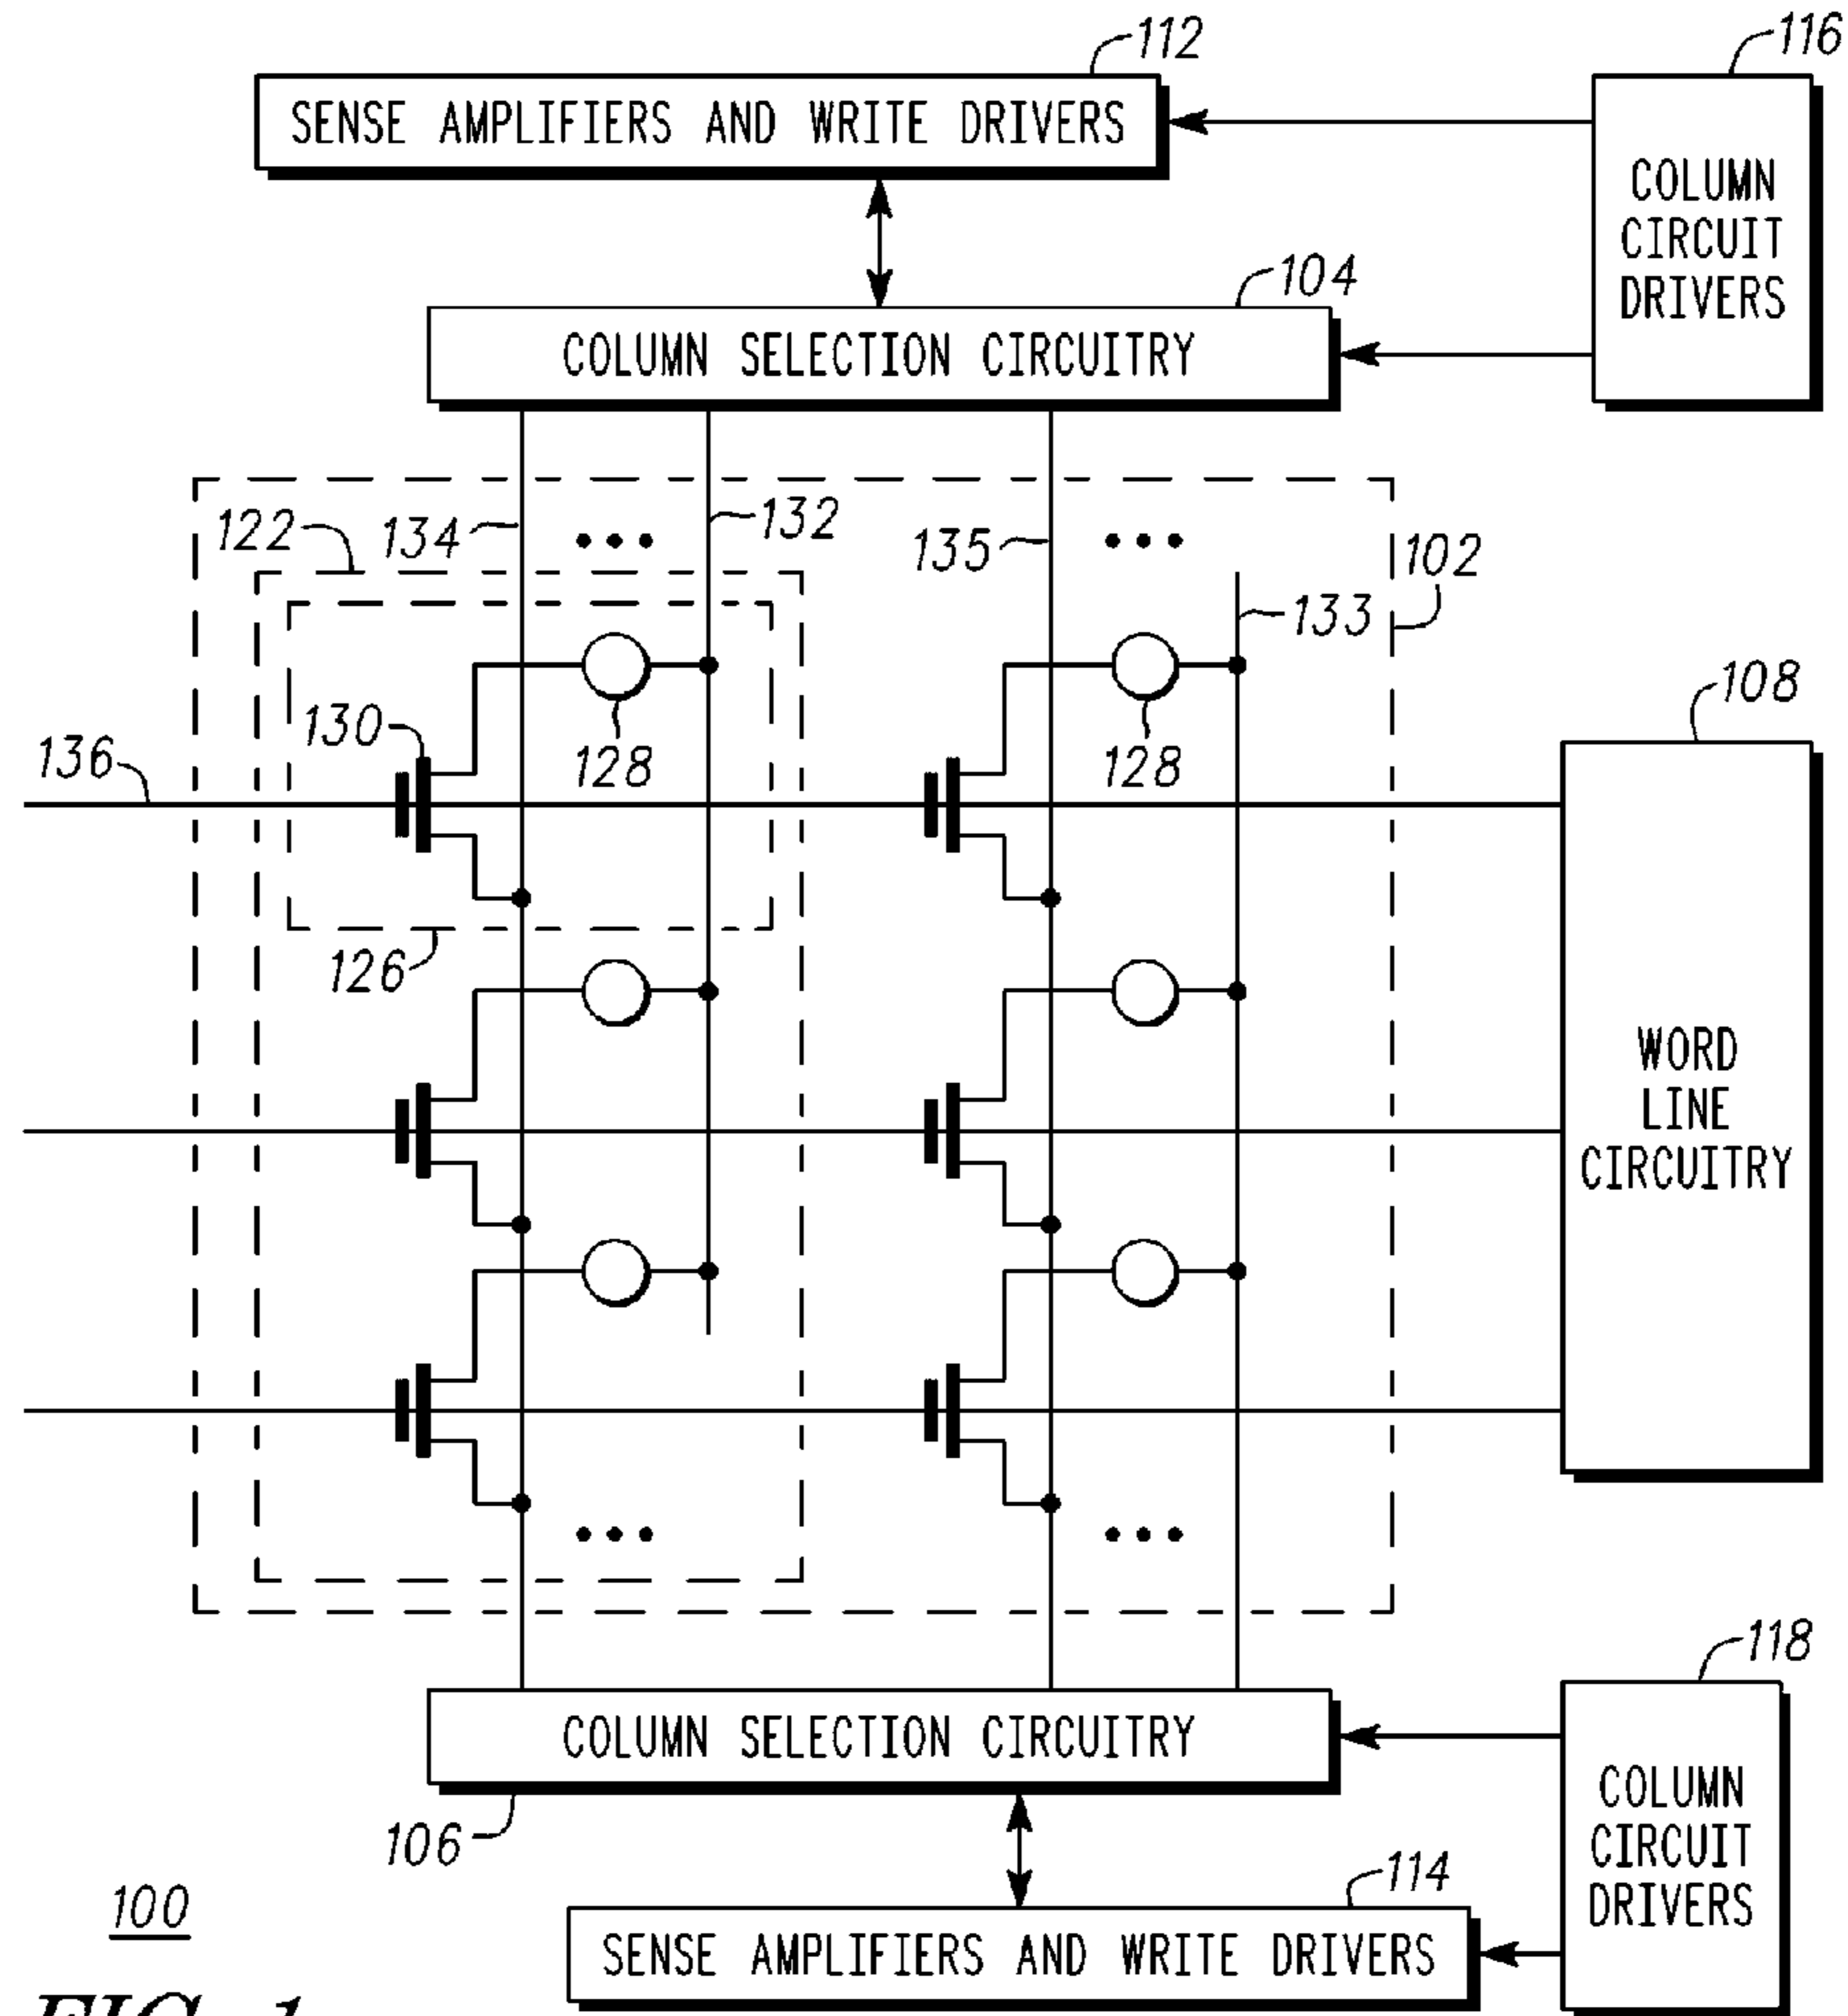 112
116
SENSE AMPLIFIERS AND WRITE DRIVERS
COLUMN
CIRCUIT
DRIVERS
104
COLUMN SELECTION CIRCUITRY
122
134
•••
132
135
•••
102
133
108
130
128
128
136
126
WORD
LINE
CIRCUITRY
•••
•••
118
COLUMN SELECTION CIRCUITRY
COLUMN
CIRCUIT
DRIVERS
106
114
100
SENSE AMPLIFIERS AND WRITE DRIVERS
FIG. 1